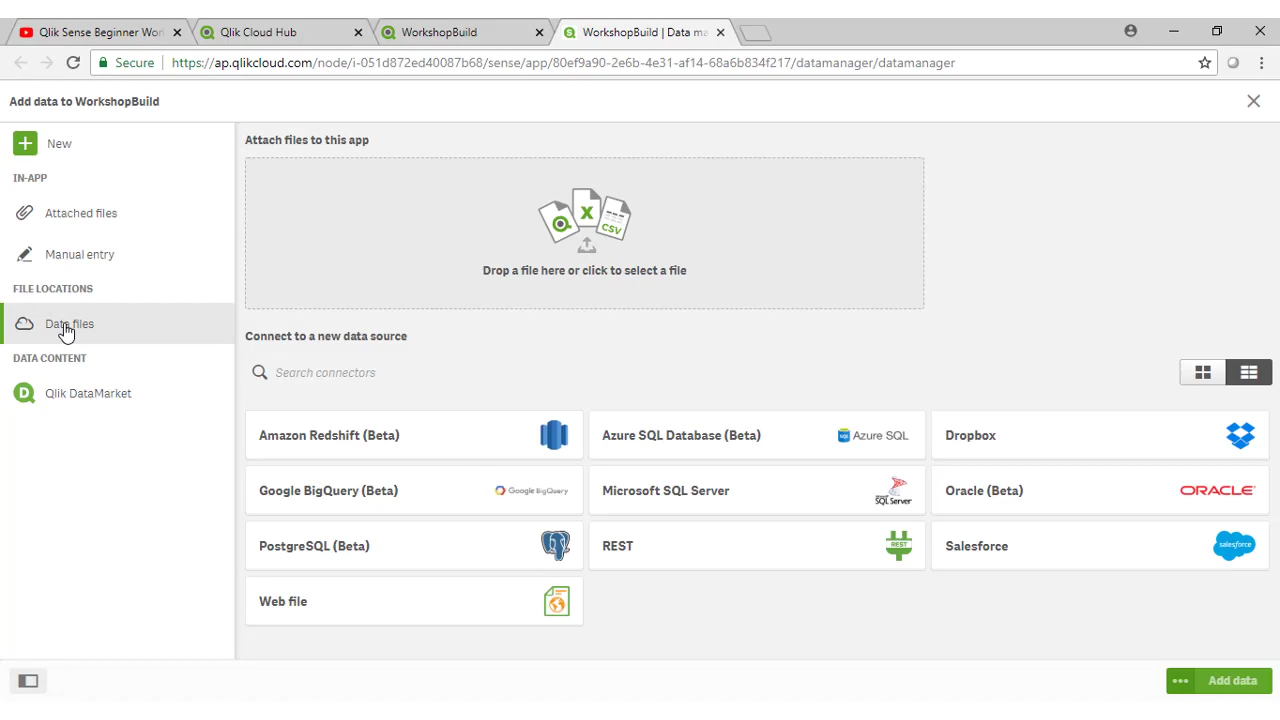 Qlik Sense Beginner Wor
Qlik Cloud Hub
WorkshopBuild
WorkshopBuild | Data ma
Secure
https://ap.qlikcloud.com/node/i-051d872ed40087b68/sense/app/80ef9a90-2e6b-4e31-af14-68a6b834f217/datamanager/datamanager
Add data to WorkshopBuild
New
IN-APP
Attached files
Manual entry
FILE LOCATIONS
Data files
DATA CONTENT
D
Qlik DataMarket
Attach files to this app
X
CSV
Drop a file here or click to select a file
Connect to a new data source
Search connectors
Amazon Redshift (Beta)
Azure SQL Database (Beta)
SQL
Azure SQL
Dropbox
Google BigQuery (Beta)
Google BigQuery
Microsoft SQL Server
SQL Server
Oracle (Beta)
ORACLE
PostgreSQL (Beta)
REST
REST
Salesforce
salesforce
Web file
Add data